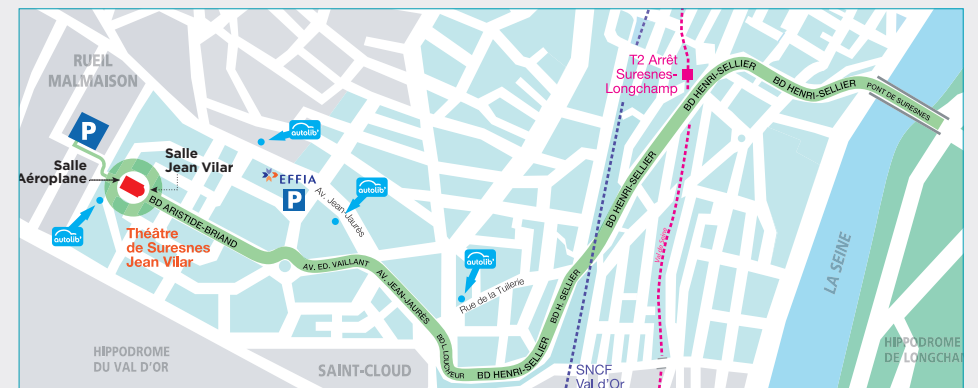 RUEIL
MALMAISON
P
Salle
Aéroplane
Salle
Jean Vilar
autolib'
EFFIA
P
Av. Jean Jaurès
autolib'
autolib'
BD ARISTIDE-BRIAND
Théâtre
de Suresnes
Jean Vilar
AV. ED. VAILLANT
AV. JEAN-JAURÈS
autolib'
Rue de la Tuilerie
BD L. LOUCVEUR
BD HENRI-SELLIER
BD H. SELLIER
BD HENRI-SELLIER
BD HENRI-SELLIER
BD HENRI-SELLIER
T2 Arrêt
Suresnes-
Longchamp
PONT DE SURESNES
LA SEINE
HIPPODROME
DE LONGCHAM
HIPPODROME
DU VAL D'OR
SAINT-CLOUD
SNCF
Val d'Or